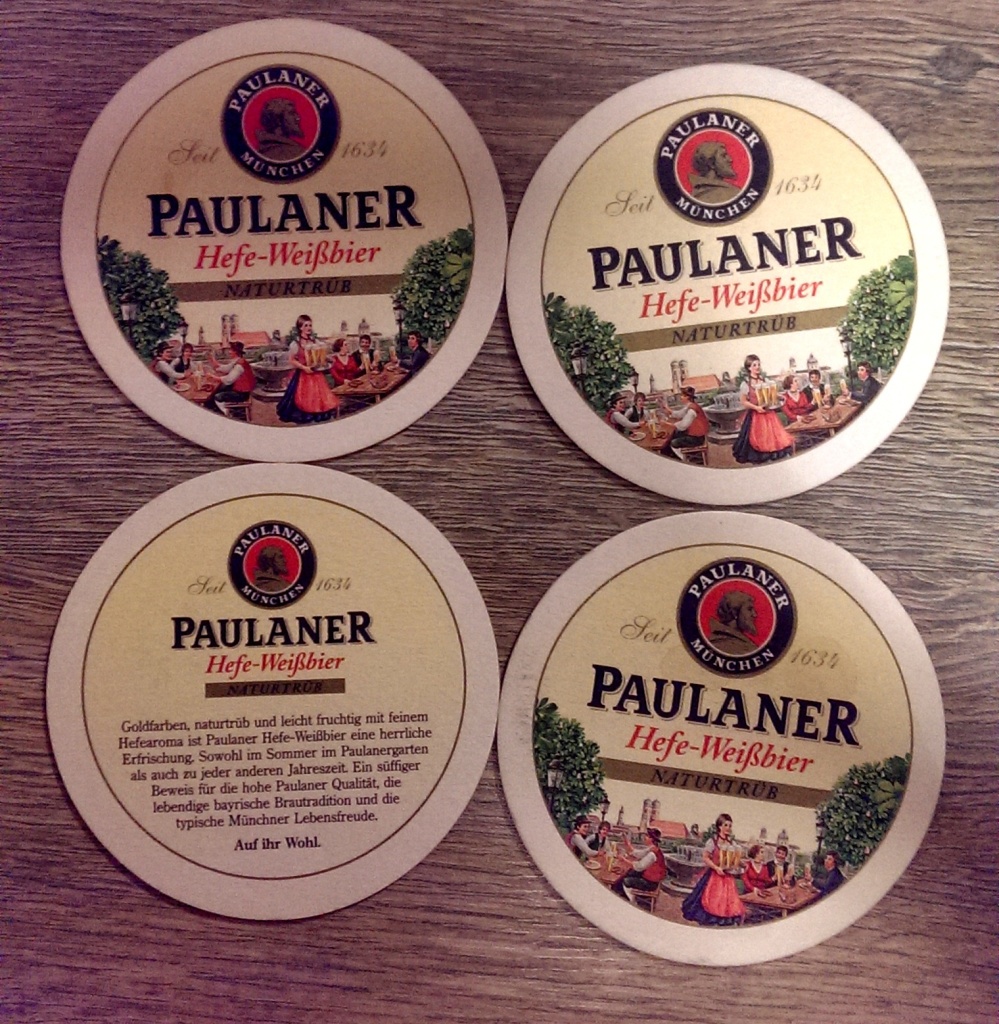 PAULANER
MÜNCHEN
Seit 1634
PAULANER
Hefe-Weißbier
NATURTRÜB
PAULANER
MÜNCHEN
Seit 1634
PAULANER
Hefe-Weißbier
NATURTRÜB
PAULANER
MÜNCHEN
Seit 1634
PAULANER
Hefe-Weißbier
NATURTRÜB
Goldfarben, naturtrüb und leicht fruchtig mit feinem
Hefearoma ist Paulaner Hefe-Weißbier eine herrliche
Erfrischung. Sowohl im Sommer im Paulanergarten
als auch zu jeder anderen Jahreszeit. Ein süffiger
Beweis für die hohe Paulaner Qualität, die
lebendige bayrische Brautradition und die
typische Münchner Lebensfreude.
Auf ihr Wohl.
PAULANER
MÜNCHEN
Seit 1634
PAULANER
Hefe-Weißbier
NATURTRÜB